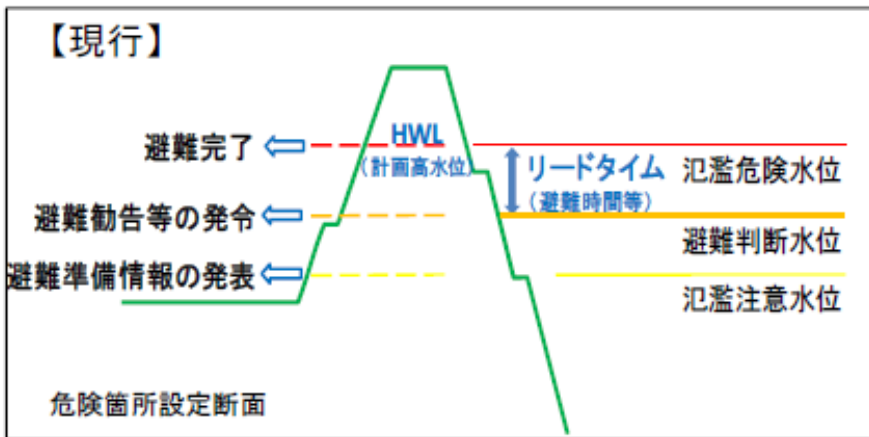 【現行】
避難完了
HWL
(計画高水位)
リードタイム
(避難時間等)
氾濫危険水位
避難勧告等の発令
避難判断水位
避難準備情報の発表
氾濫注意水位
危険箇所設定断面